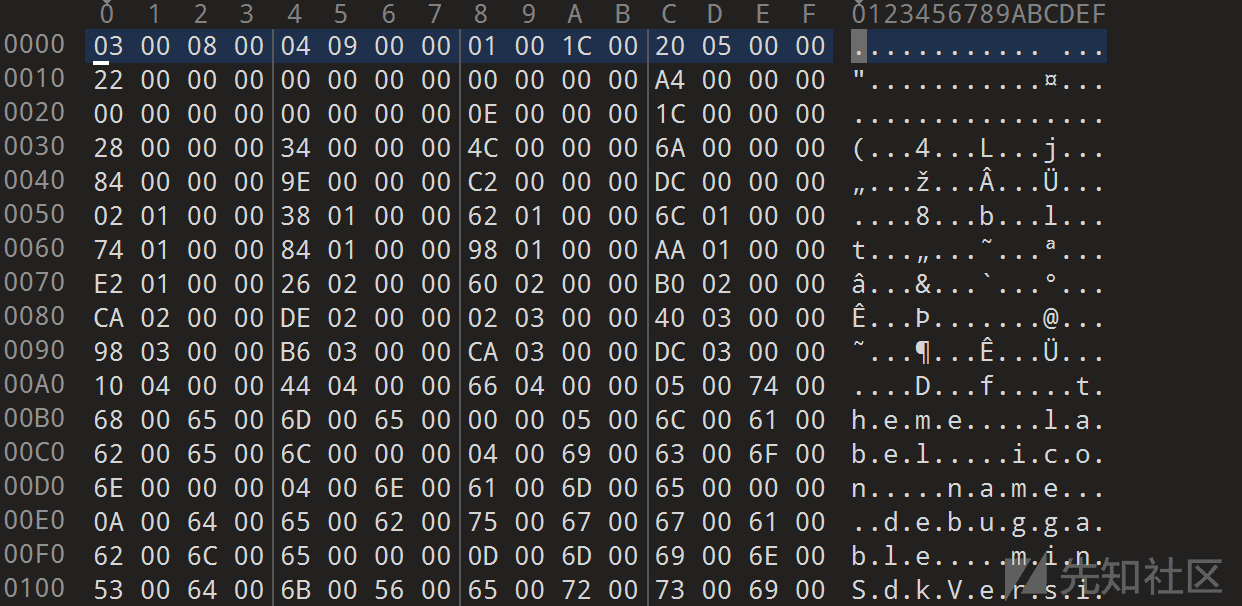 0 1 2 3 4 5 6 7 8 9 A B C D E F 0123456789ABCDEF
0000 03 00 08 00 04 09 00 00 01 00 1C 00 20 05 00 00 ............ ...
0010 22 00 00 00 00 00 00 00 00 00 00 00 A4 00 00 00 "...........¤...
0020 00 00 00 00 00 00 00 00 0E 00 00 00 1C 00 00 00 ................
0030 28 00 00 00 34 00 00 00 4C 00 00 00 6A 00 00 00 (...4...L...j...
0040 84 00 00 00 9E 00 00 00 C2 00 00 00 DC 00 00 00 „...ž...Â...Ü...
0050 02 01 00 00 38 01 00 00 62 01 00 00 6C 01 00 00 ....8...b...l...
0060 74 01 00 00 84 01 00 00 98 01 00 00 AA 01 00 00 t...„...˜...ª...
0070 E2 01 00 00 26 02 00 00 60 02 00 00 B0 02 00 00 â...&...`...°...
0080 CA 02 00 00 DE 02 00 00 02 03 00 00 40 03 00 00 Ê...Þ.......@...
0090 98 03 00 00 B6 03 00 00 CA 03 00 00 DC 03 00 00 ˜...¶...Ê...Ü...
00A0 10 04 00 00 44 04 00 00 66 04 00 00 05 00 74 00 ....D...f.....t.
00B0 68 00 65 00 6D 00 65 00 00 00 05 00 6C 00 61 00 h.e.m.e.....l.a.
00C0 62 00 65 00 6C 00 00 00 04 00 69 00 63 00 6F 00 b.e.l.....i.c.o.
00D0 6E 00 00 00 04 00 6E 00 61 00 6D 00 65 00 00 00 n.....n.a.m.e...
00E0 0A 00 64 00 65 00 62 00 75 00 67 00 67 00 61 00 ..d.e.b.u.g.g.a.
00F0 62 00 6C 00 65 00 00 00 0D 00 6D 00 69 00 6E 00 b.l.e.....m.i.n.
0100 53 00 64 00 6B 00 56 00 65 00 72 00 73 00 69 00 S.d.k.V.e.r.s.i.
先知社区